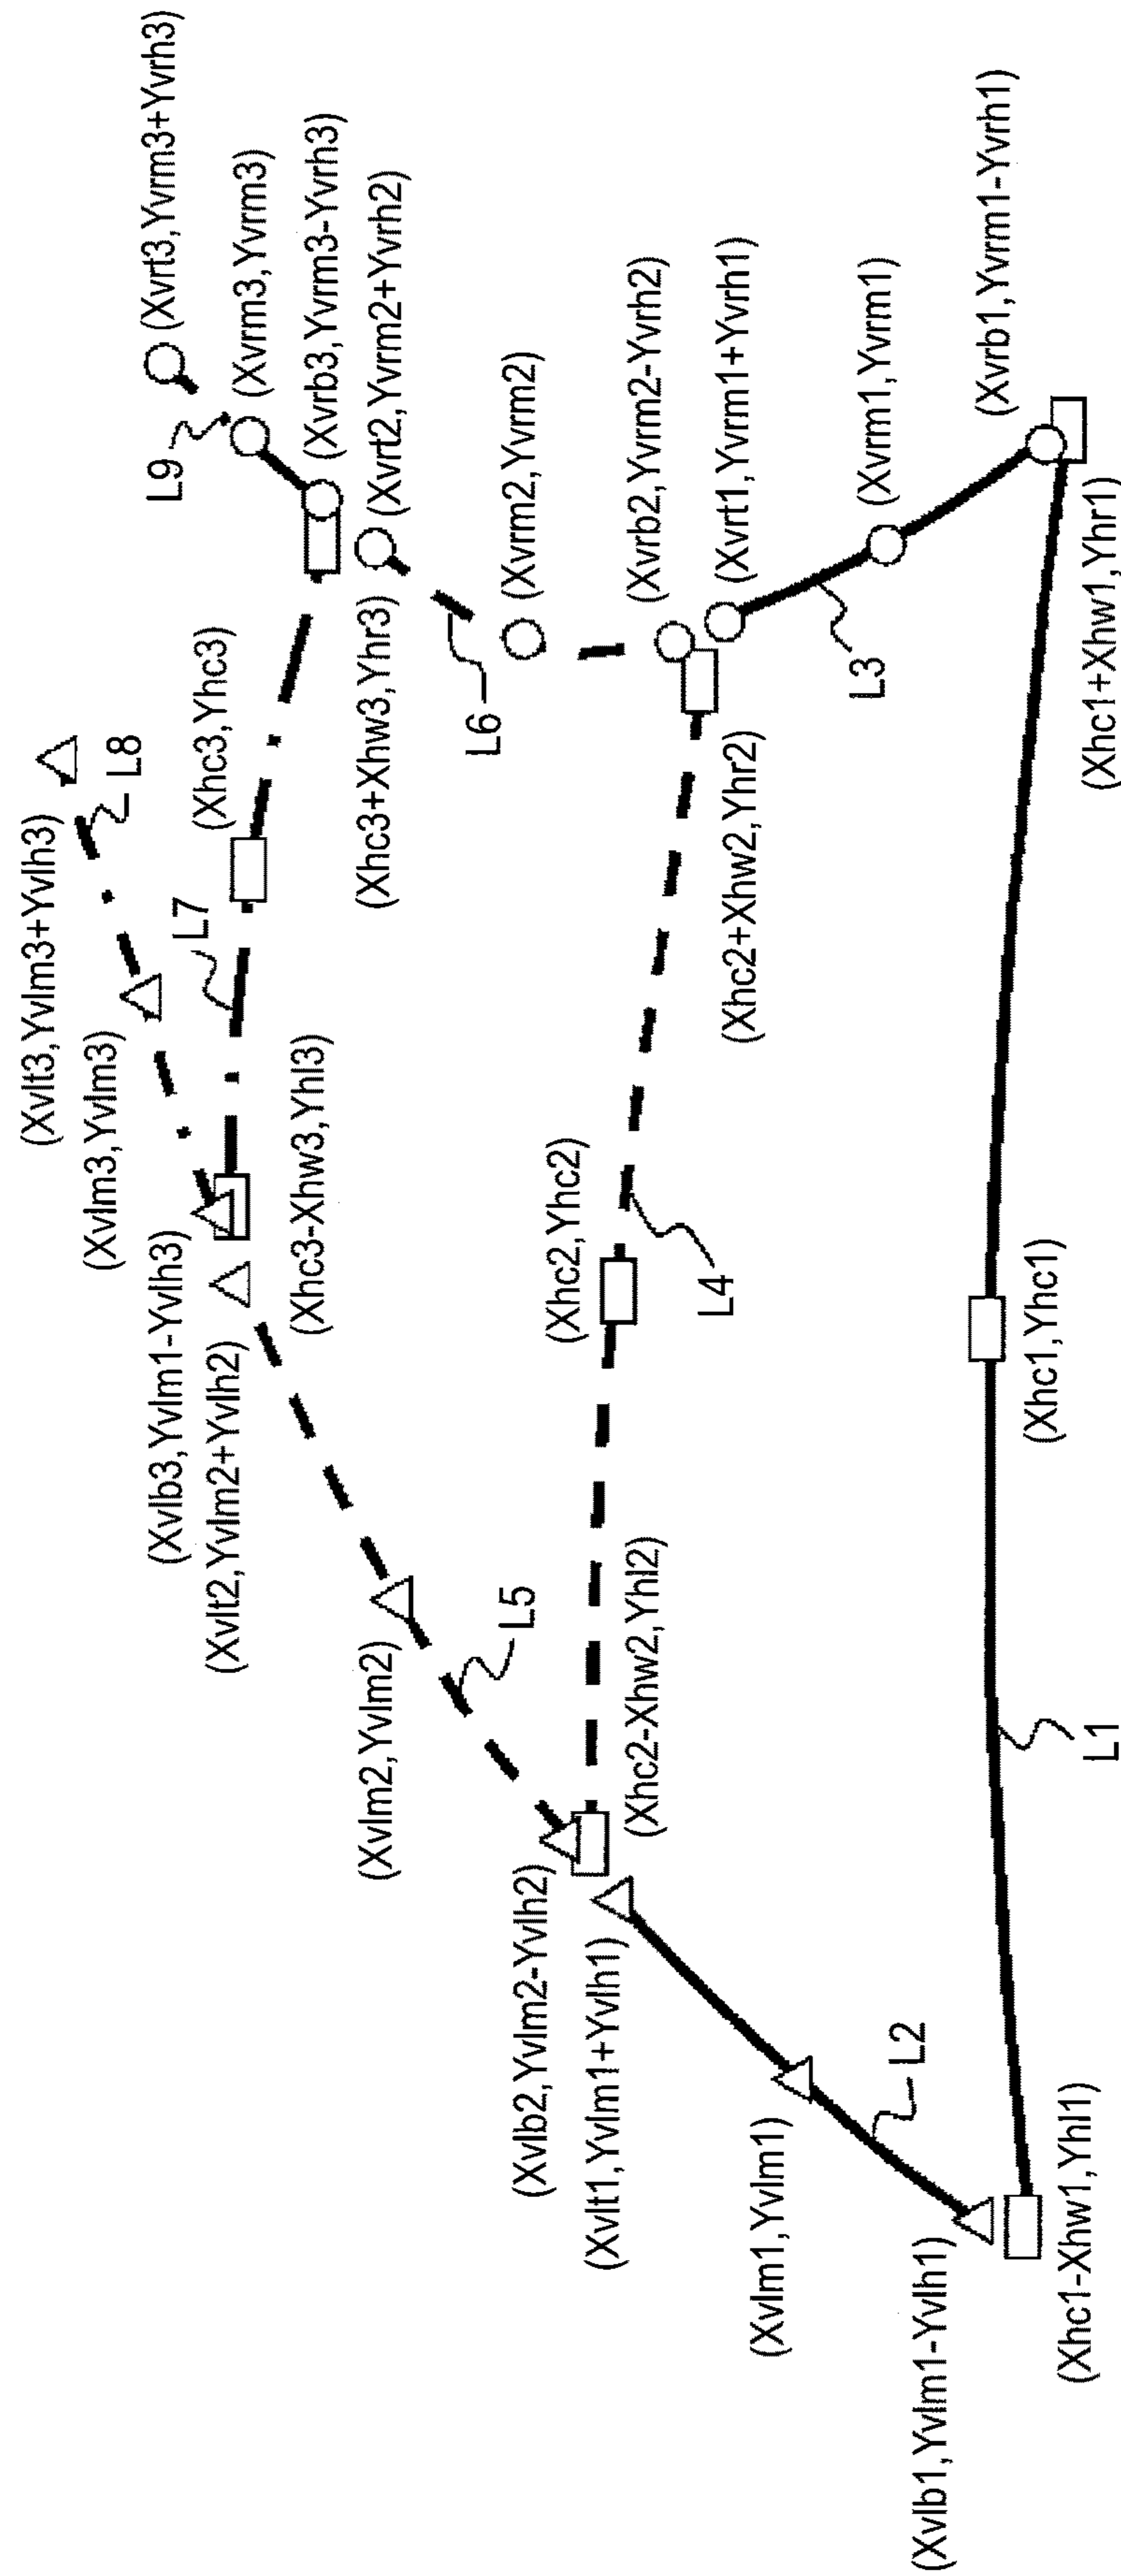 (Xvlt3,Yvlm3+Yvlh3)
L8
(Xvlm3,Yvlm3)
(Xvlb3,Yvlm1-Yvlh3)
(Xvlt2,Yvlm2+Yvlh2)
L7
(Xhc3,Yhc3)
(Xhc3-Xhw3,Yhl3)
(Xhc3+Xhw3,Yhr3)
L9
(Xvrt3,Yvrm3+Yvrh3)
(Xvrm3,Yvrm3)
(Xvrb3,Yvrm3-Yvrh3)
(Xvrt2,Yvrm2+Yvrh2)
(Xvlm2,Yvlm2)
L5
L6
(Xvrm2,Yvrm2)
(Xvlb2,Yvlm2-Yvlh2)
(Xvlt1,Yvlm1+Yvlh1)
(Xhc2-Xhw2,Yhl2)
(Xhc2,Yhc2)
L4
(Xhc2+Xhw2,Yhr2)
(Xvrb2,Yvrm2-Yvrh2)
(Xvrt1,Yvrm1+Yvrh1)
(Xvlm1,Yvlm1)
L2
L3
(Xvrm1,Yvrm1)
(Xvlb1,Yvlm1-Yvlh1)
(Xvrb1,Yvrm1-Yvrh1)
(Xhc1-Xhw1,Yhl1)
L1
(Xhc1,Yhc1)
(Xhc1+Xhw1,Yhr1)